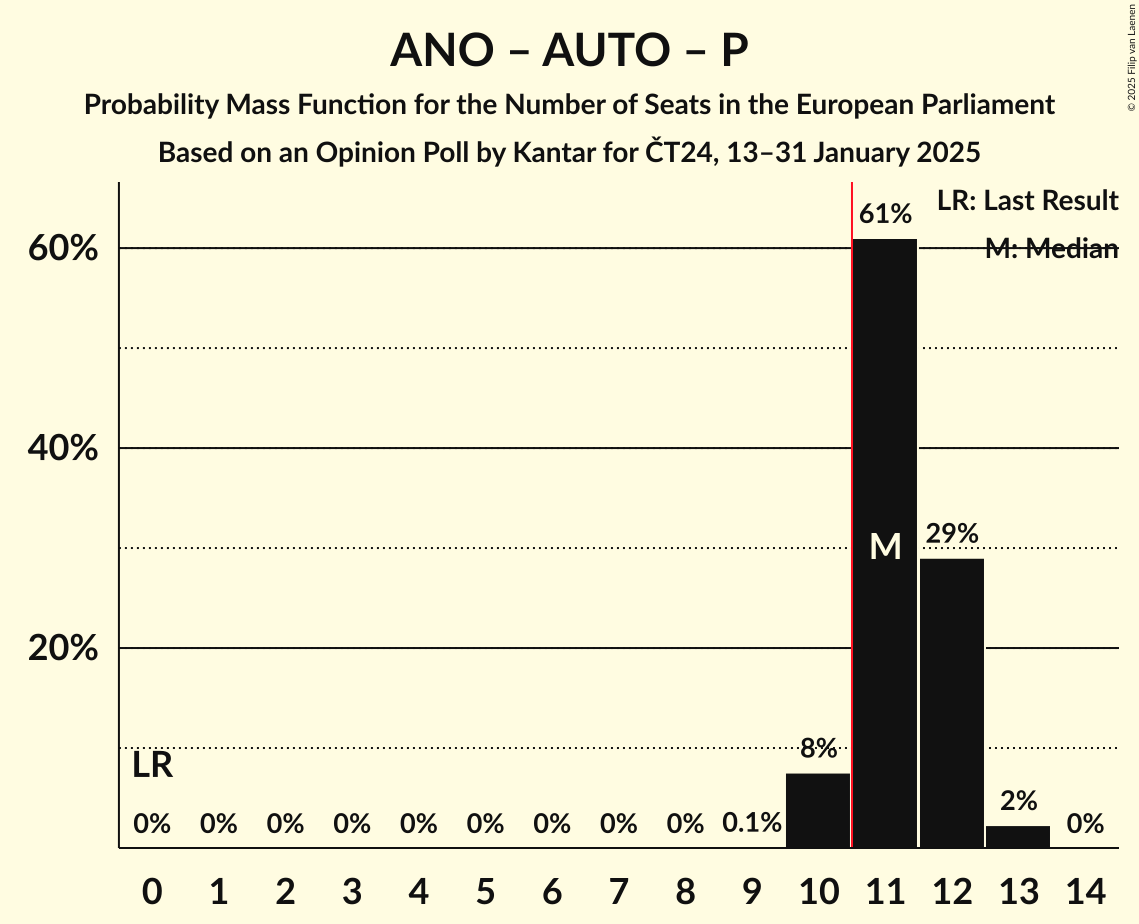 ANO – AUTO – P
Probability Mass Function for the Number of Seats in the European Parliament
Based on an Opinion Poll by Kantar for ČT24, 13–31 January 2025
© 2025 Filip van Laenen
LR: Last Result
M: Median
60%
40%
20%
61%
M
29%
8%
2%
LR
0% 0% 0% 0% 0% 0% 0% 0% 0% 0.1% 0%
0 1 2 3 4 5 6 7 8 9 10 11 12 13 14